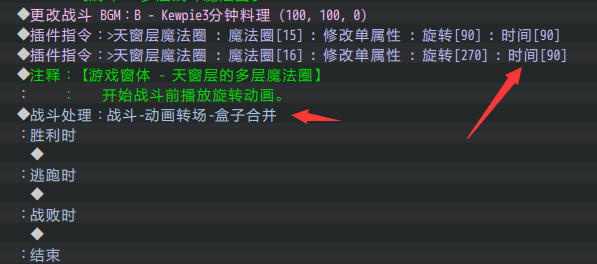 ◆更改战斗 BGM：B - Kewpie3分钟料理 (100, 100, 0)
◆插件指令：>天窗层魔法圈 : 魔法圈[15] : 修改单属性 : 旋转[90] : 时间[90]
◆插件指令：>天窗层魔法圈 : 魔法圈[16] : 修改单属性 : 旋转[270] : 时间[90]
◆注释：【游戏窗体 - 天窗层的多层魔法圈】
：　　：　　开始战斗前播放旋转动画。
◆战斗处理：战斗-动画转场-盒子合并
：胜利时
◆
：逃跑时
◆
：战败时
◆
：结束